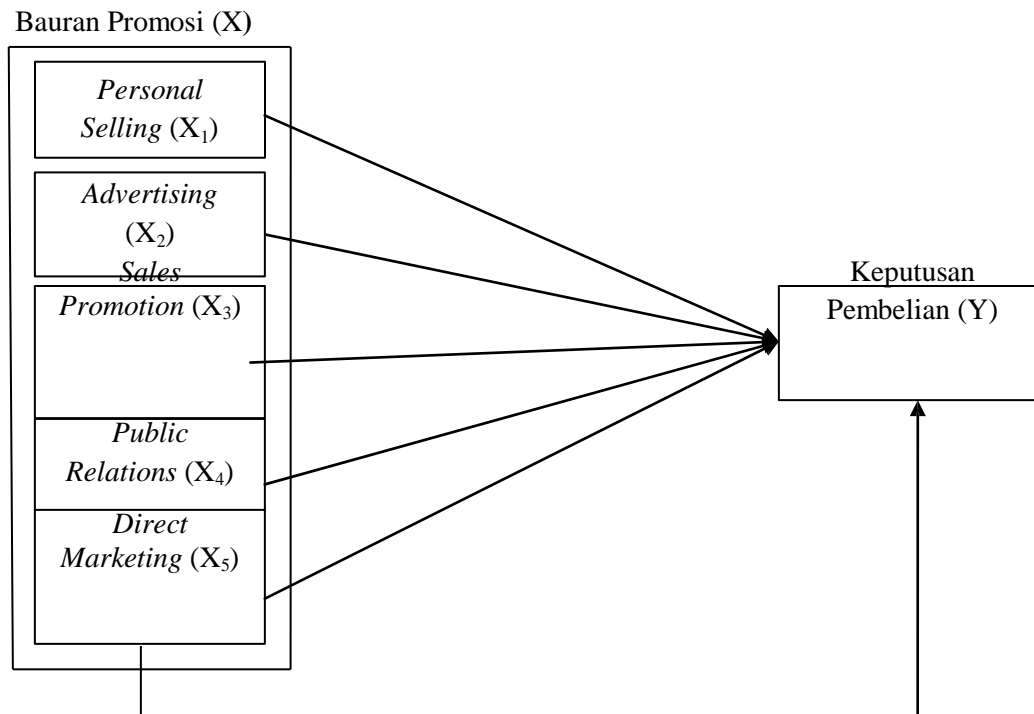 Bauran Promosi (X)
Personal
Selling (X₁)
Advertising
(X₂)
Sales
Promotion (X₃)
Public
Relations (X₄)
Direct
Marketing (X₅)
Keputusan
Pembelian (Y)